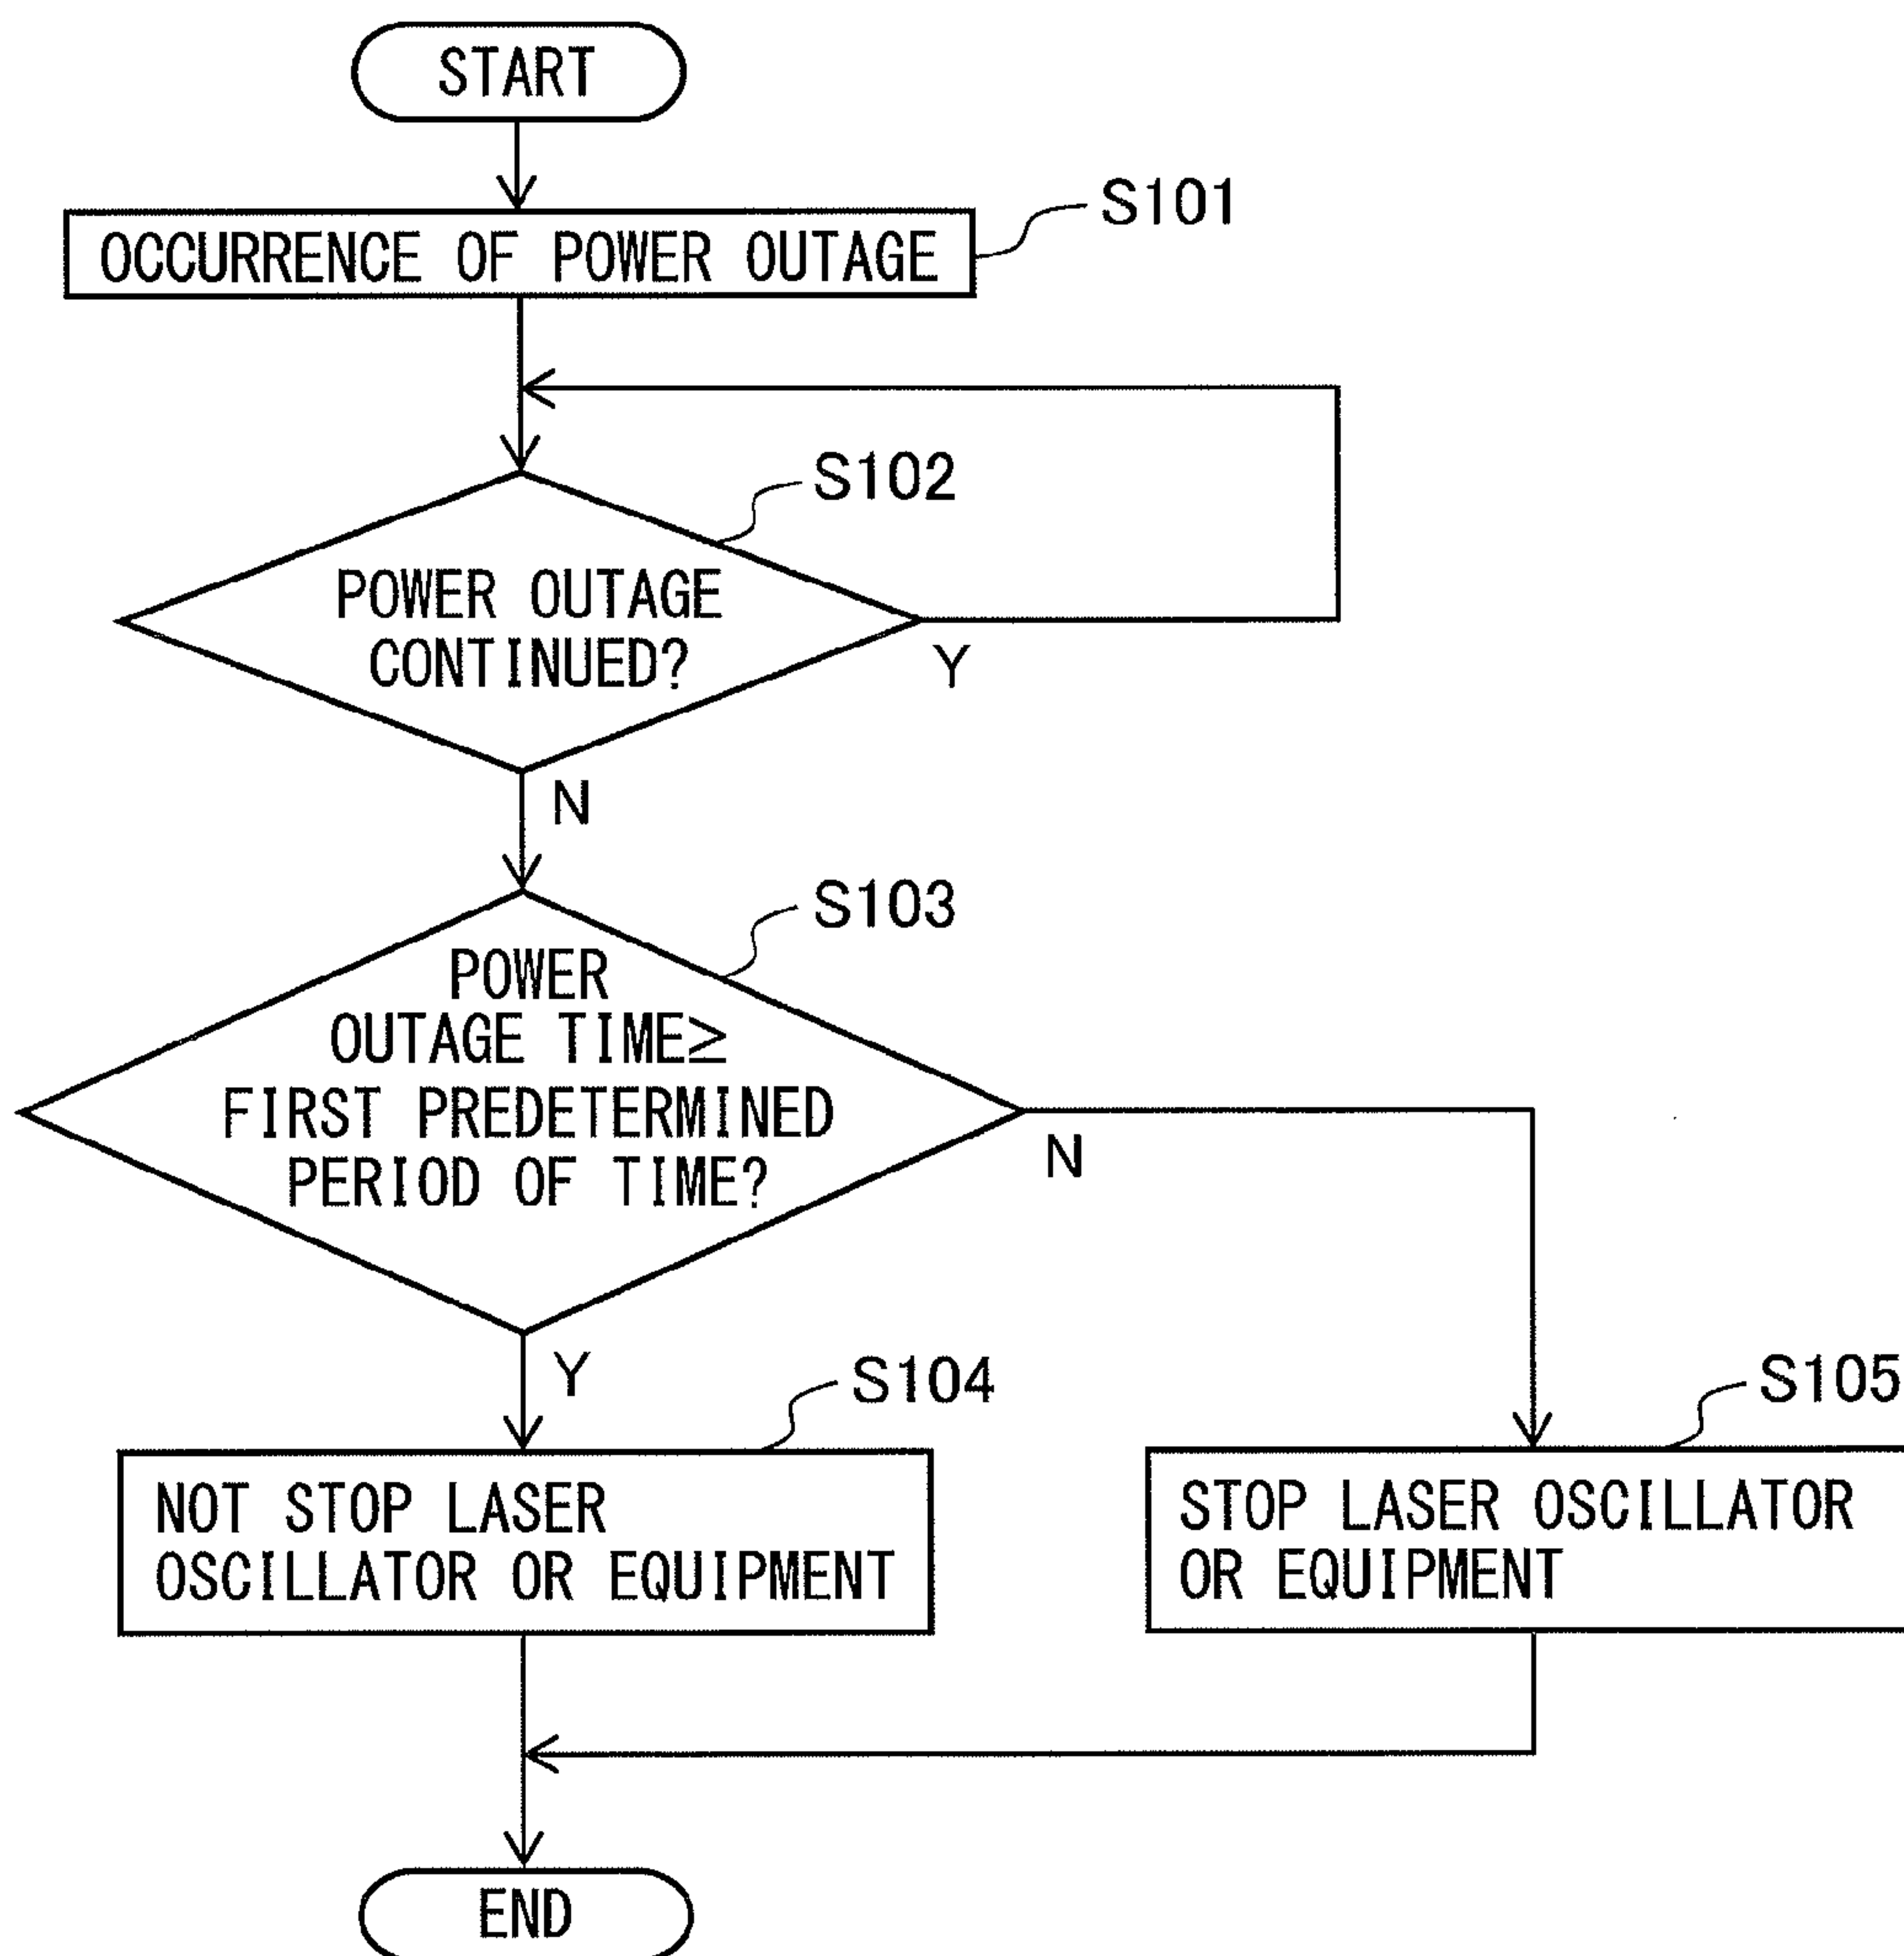 START
S101
OCCURRENCE OF POWER OUTAGE
S102
POWER OUTAGE
CONTINUED?
Y
N
S103
POWER
OUTAGE TIME≥
FIRST PREDETERMINED
PERIOD OF TIME?
N
Y
S104
NOT STOP LASER
OSCILLATOR OR EQUIPMENT
S105
STOP LASER OSCILLATOR
OR EQUIPMENT
END